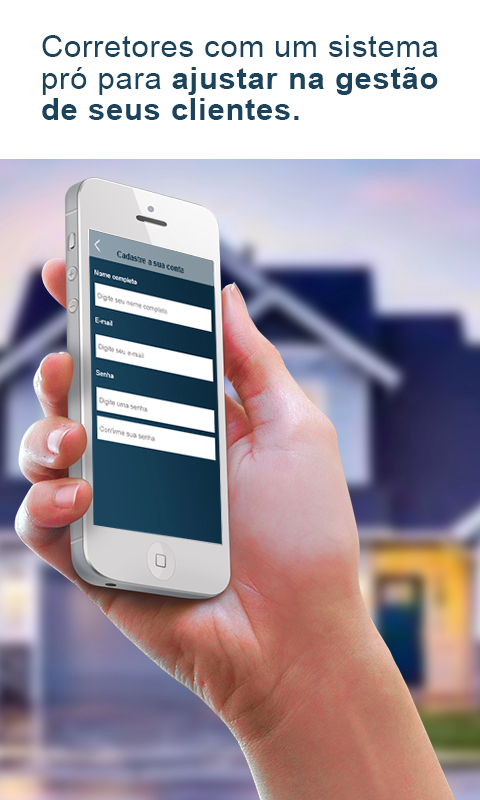 Corretores com um sistema
pró para ajustar na gestão
de seus clientes.
Cadastre a sua conta
Nome completo
Digite seu nome completo
E-mail
Digite seu e-mail
Senha
Digite uma senha
Confirme sua senha